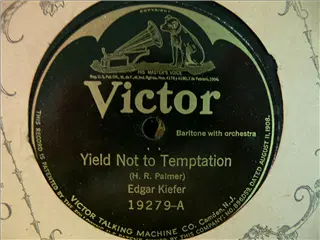 "HIS MASTER'S VOICE"
Victor
Baritone with orchestra
Yield Not to Temptation
(H. R. Palmer)
Edgar Kiefer
19279-A
VICTOR TALKING MACHINE CO. Camden, N.J.